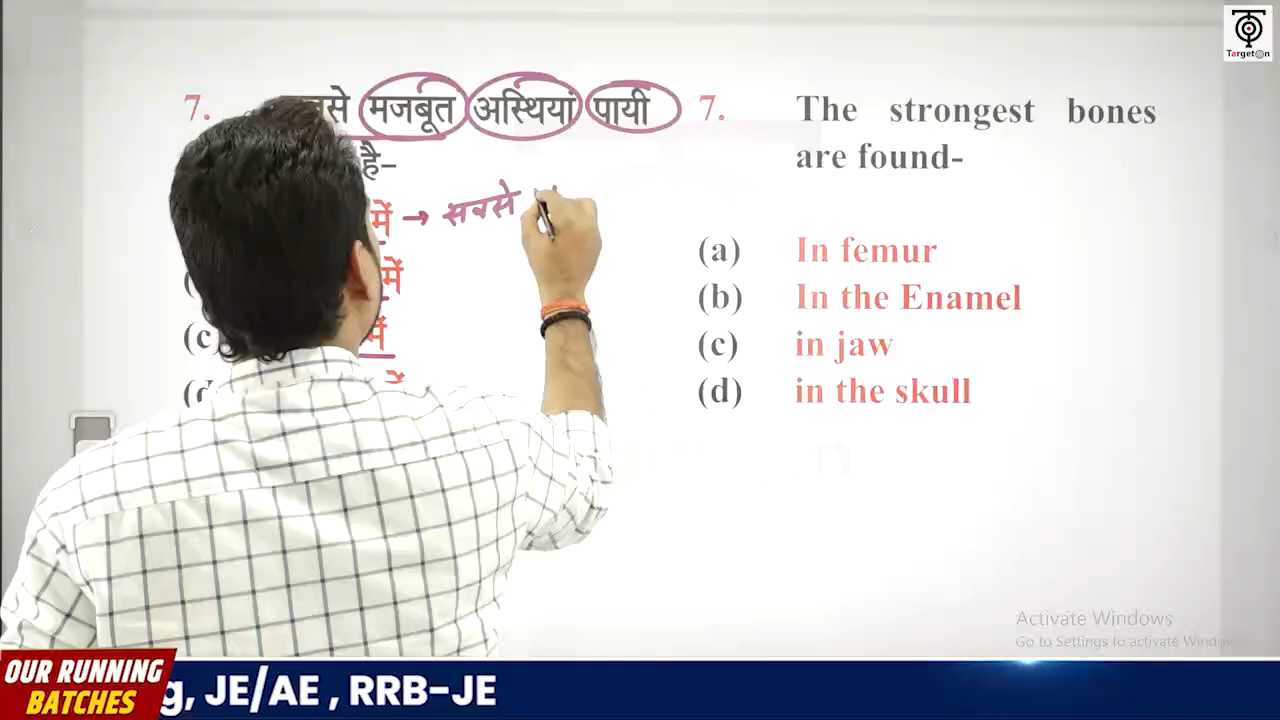 7. मजबूत अस्थियां पायी
है–
में → सबसे
में
(c) में
7. The strongest bones
are found-
(a) In femur
(b) In the Enamel
(c) in jaw
(d) in the skull
TargetOn
Activate Windows
Go to Settings to activate Windows
OUR RUNNING
BATCHES
g, JE/AE , RRB-JE